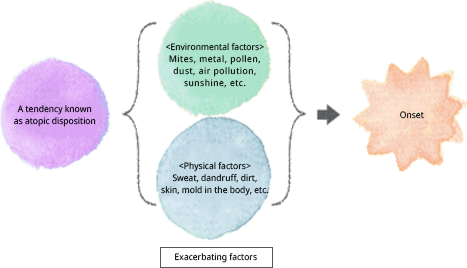 A tendency known
as atopic disposition
<Environmental factors>
Mites, metal, pollen,
dust, air pollution,
sunshine, etc.
<Physical factors>
Sweat, dandruff, dirt,
skin, mold in the body, etc.
Exacerbating factors
Onset